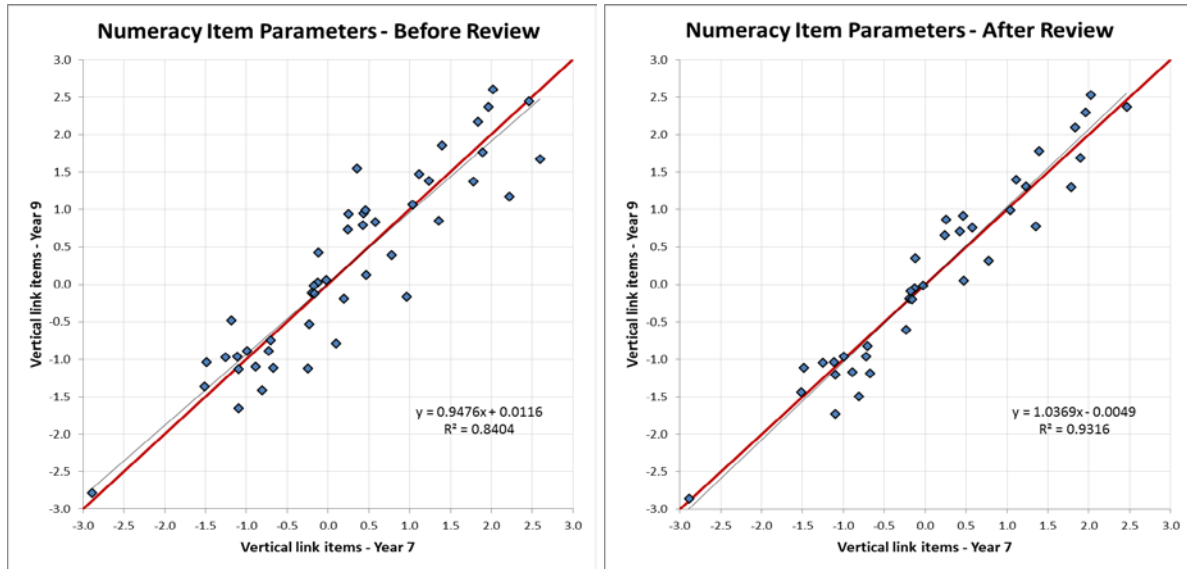 Numeracy Item Parameters - Before Review
3.0
2.5
2.0
1.5
1.0
0.5
0.0
-0.5
-1.0
-1.5
-2.0
-2.5
-3.0
Vertical link items - Year 9
y = 0.9476x + 0.0116
R² = 0.8404
-3.0 -2.5 -2.0 -1.5 -1.0 -0.5 0.0 0.5 1.0 1.5 2.0 2.5 3.0
Vertical link items - Year 7
Numeracy Item Parameters - After Review
3.0
2.5
2.0
1.5
1.0
0.5
0.0
-0.5
-1.0
-1.5
-2.0
-2.5
-3.0
Vertical link items - Year 9
y = 1.0369x - 0.0049
R² = 0.9316
-3.0 -2.5 -2.0 -1.5 -1.0 -0.5 0.0 0.5 1.0 1.5 2.0 2.5 3.0
Vertical link items - Year 7